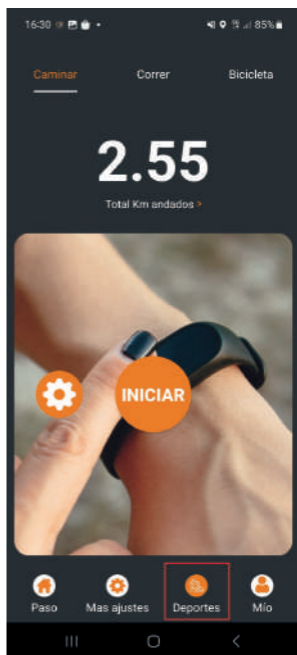 16:30
85%
Caminar Correr Bicicleta
2.55
Total Km andados >
INICIAR
Paso Mas ajustes Deportes Mío